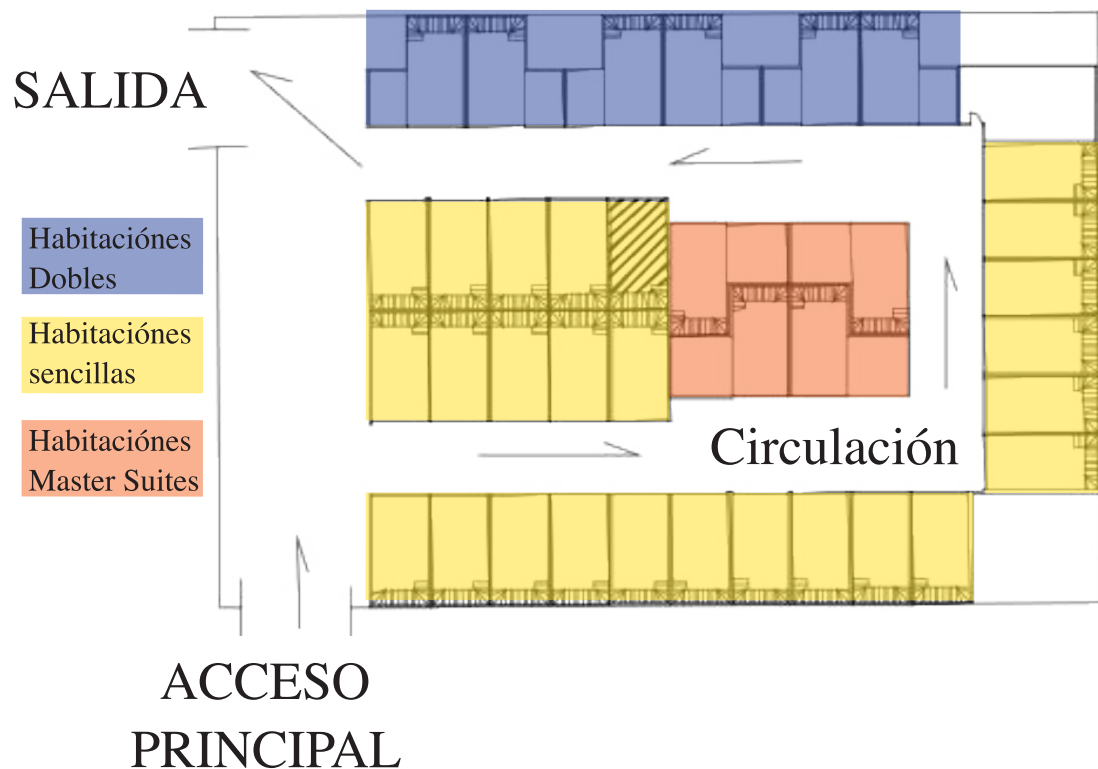 SALIDA
Habitaciónes
Dobles
Habitaciónes
sencillas
Habitaciónes
Master Suites
Circulación
ACCESO
PRINCIPAL